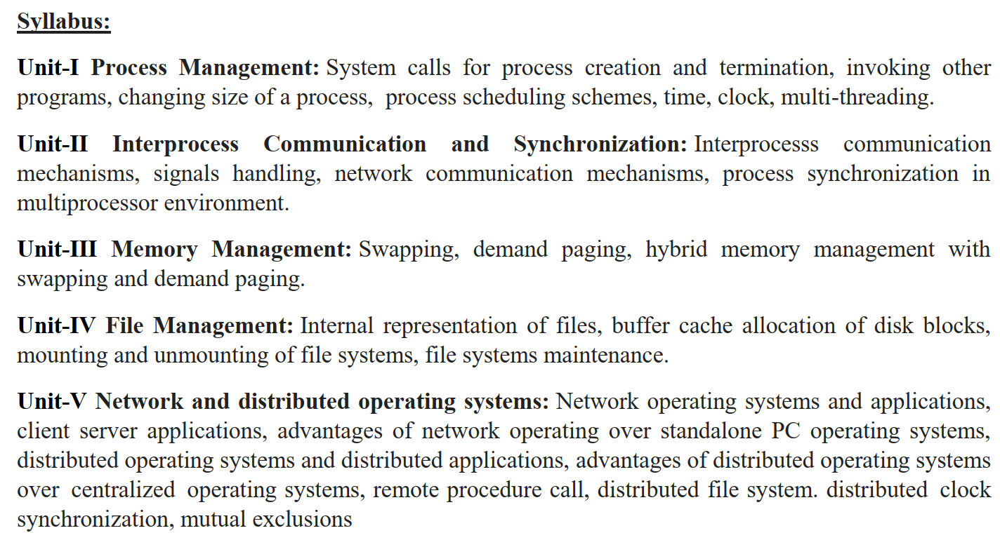 Syllabus:
Unit-I Process Management: System calls for process creation and termination, invoking other
programs, changing size of a process, process scheduling schemes, time, clock, multi-threading.
Unit-II Interprocess Communication and Synchronization: Interprocesss communication
mechanisms, signals handling, network communication mechanisms, process synchronization in
multiprocessor environment.
Unit-III Memory Management: Swapping, demand paging, hybrid memory management with
swapping and demand paging.
Unit-IV File Management: Internal representation of files, buffer cache allocation of disk blocks,
mounting and unmounting of file systems, file systems maintenance.
Unit-V Network and distributed operating systems: Network operating systems and applications,
client server applications, advantages of network operating over standalone PC operating systems,
distributed operating systems and distributed applications, advantages of distributed operating systems
over centralized operating systems, remote procedure call, distributed file system. distributed clock
synchronization, mutual exclusions